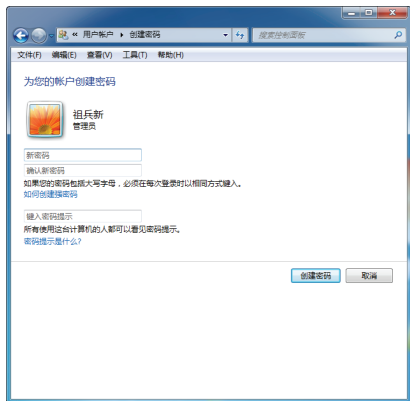 « 用户帐户 ▸ 创建密码
搜索控制面板
文件(F) 编辑(E) 查看(V) 工具(T) 帮助(H)
为您的帐户创建密码
祖兵新
管理员
新密码
确认新密码
如果您的密码包括大写字母，必须在每次登录时以相同方式键入。
如何创建强密码
键入密码提示
所有使用这台计算机的人都可以看见密码提示。
密码提示是什么?
创建密码 取消